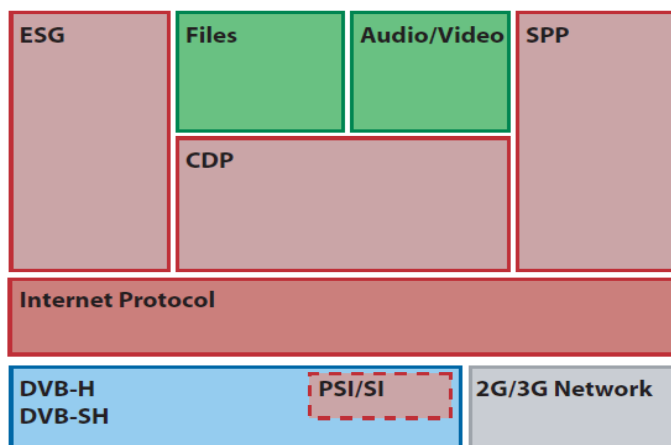 ESG
Files
Audio/Video
SPP
CDP
Internet Protocol
DVB-H
DVB-SH
PSI/SI
2G/3G Network